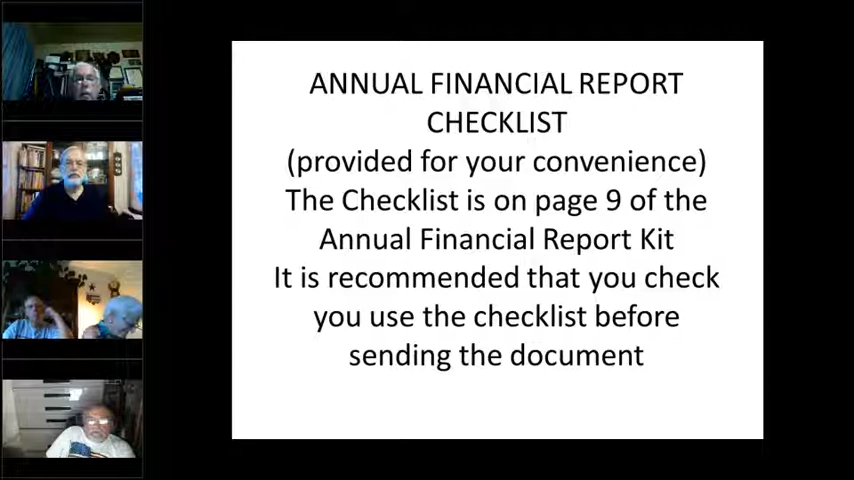 ANNUAL FINANCIAL REPORT
CHECKLIST
(provided for your convenience)
The Checklist is on page 9 of the
Annual Financial Report Kit
It is recommended that you check
you use the checklist before
sending the document